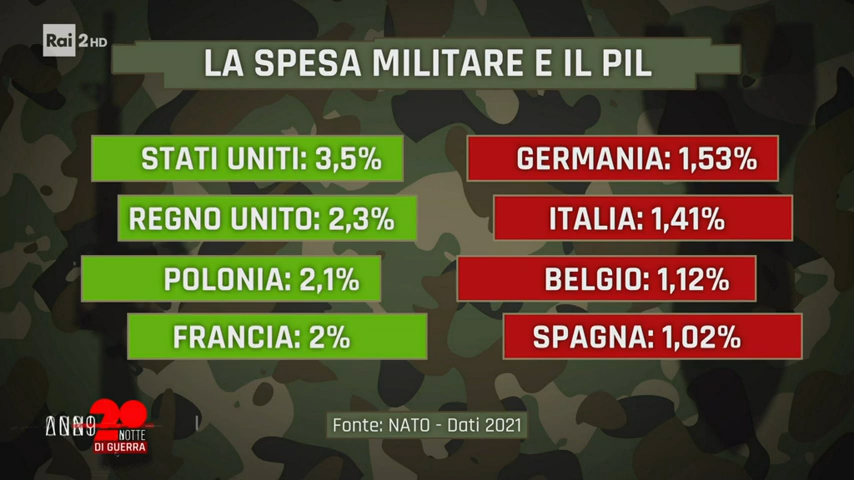 Rai 2HD
LA SPESA MILITARE E IL PIL
STATI UNITI: 3,5%
REGNO UNITO: 2,3%
POLONIA: 2,1%
FRANCIA: 2%
GERMANIA: 1,53%
ITALIA: 1,41%
BELGIO: 1,12%
SPAGNA: 1,02%
20
NOTTE
DI GUERRA
Fonte: NATO - Dati 2021